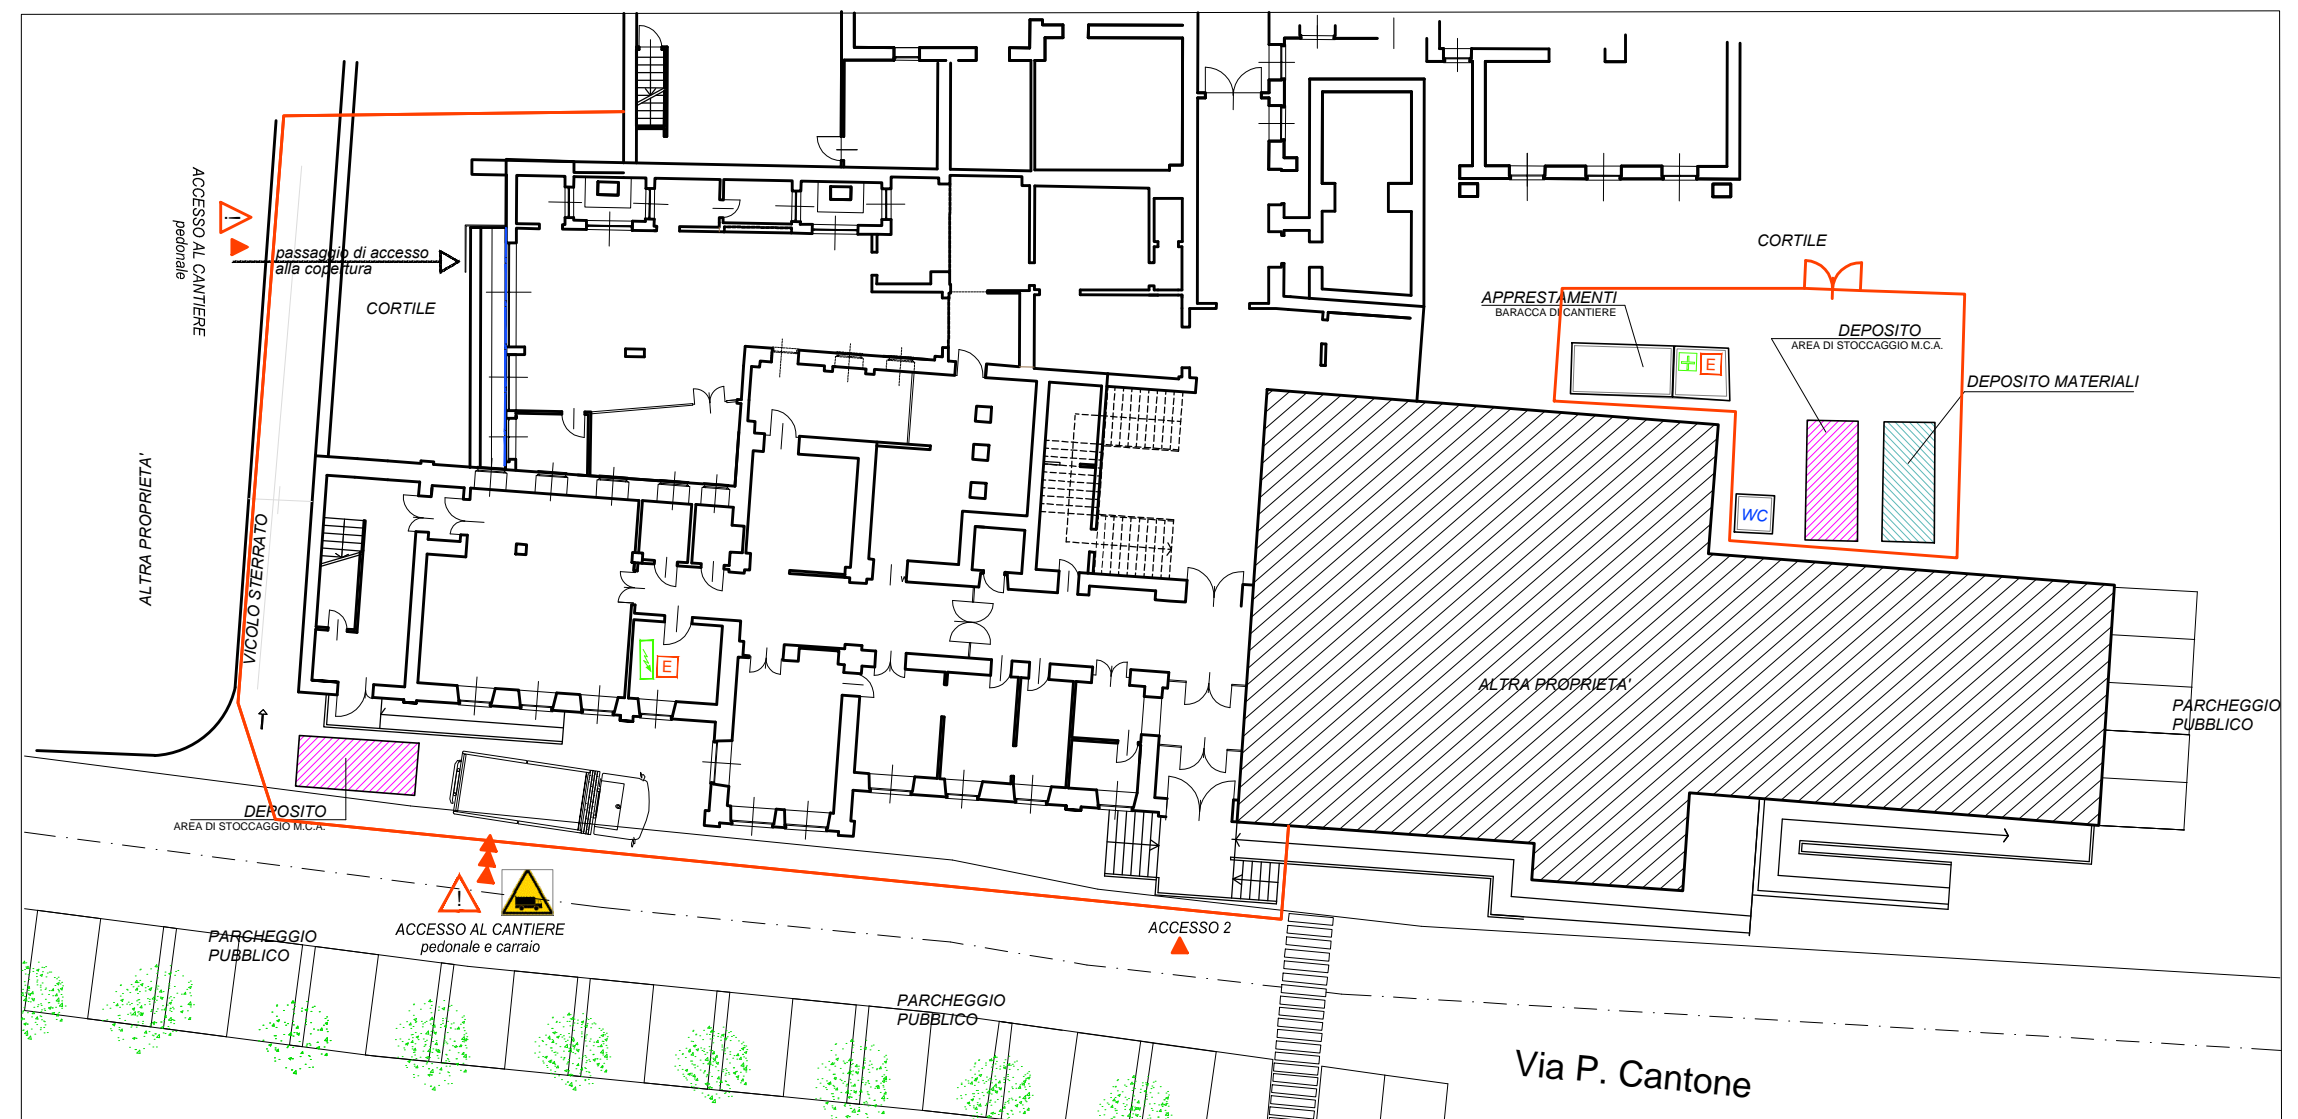 ACCESSO AL CANTIERE
pedonale
!
passaggio di accesso
alla copertura
CORTILE
CORTILE
APPRESTAMENTI
BARACCA DI CANTIERE
DEPOSITO
AREA DI STOCCAGGIO M.C.A.
E
DEPOSITO MATERIALI
WC
ALTRA PROPRIETA'
VICOLO STERRATO
E
ALTRA PROPRIETA'
PARCHEGGIO
PUBBLICO
DEPOSITO
AREA DI STOCCAGGIO M.C.A.
!
ACCESSO AL CANTIERE
pedonale e carraio
ACCESSO 2
PARCHEGGIO
PUBBLICO
PARCHEGGIO
PUBBLICO
Via P. Cantone